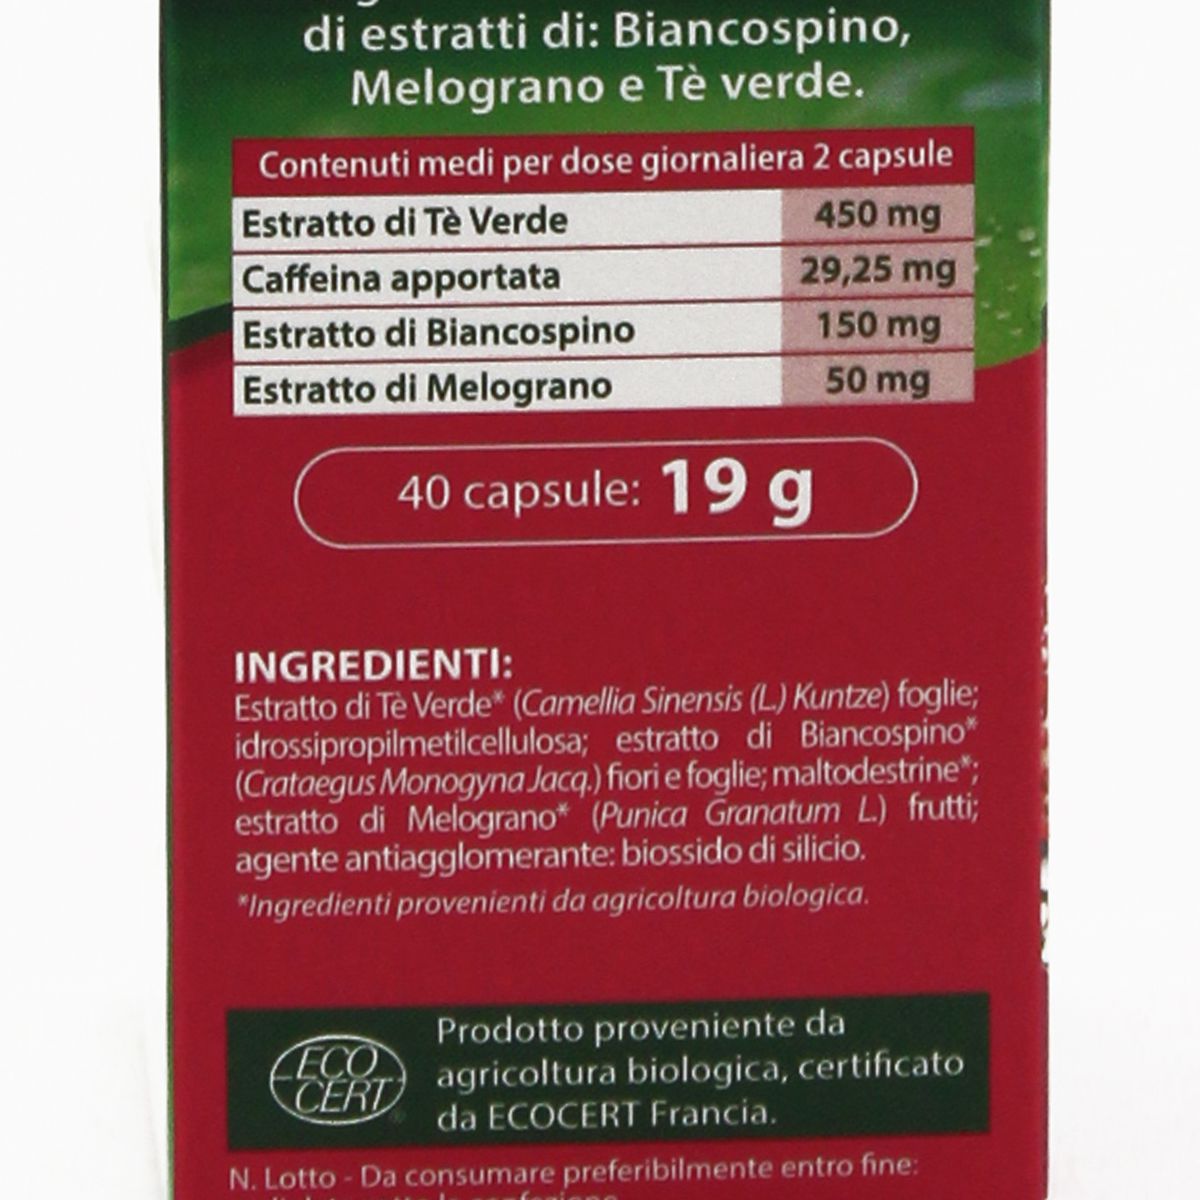 di estratti di: Biancospino,
Melograno e Tè verde.
Contenuti medi per dose giornaliera 2 capsule
Estratto di Tè Verde 450 mg
Caffeina apportata 29,25 mg
Estratto di Biancospino 150 mg
Estratto di Melograno 50 mg
40 capsule: 19 g
INGREDIENTI:
Estratto di Tè Verde* (Camellia Sinensis (L.) Kuntze) foglie;
idrossipropilmetilcellulosa; estratto di Biancospino*
(Crataegus Monogyna Jacq.) fiori e foglie; maltodestrine*;
estratto di Melograno* (Punica Granatum L.) frutti;
agente antiagglomerante: biossido di silicio.
*Ingredienti provenienti da agricoltura biologica.
ECO
CERT®
Prodotto proveniente da
agricoltura biologica, certificato
da ECOCERT Francia.
N. Lotto - Da consumare preferibilmente entro fine: